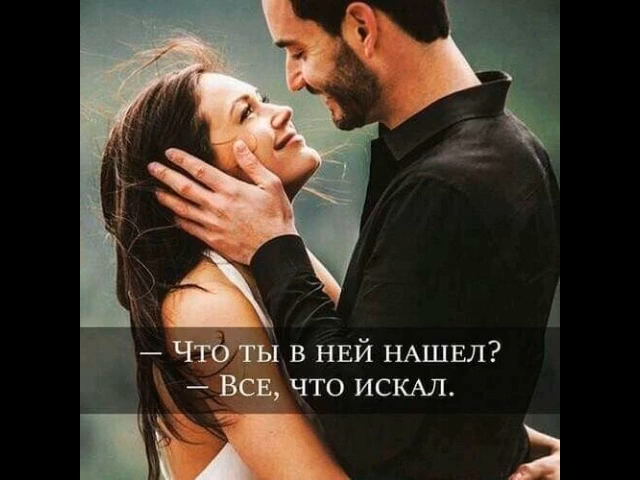 — Что ты в ней нашел?
— Все, что искал.